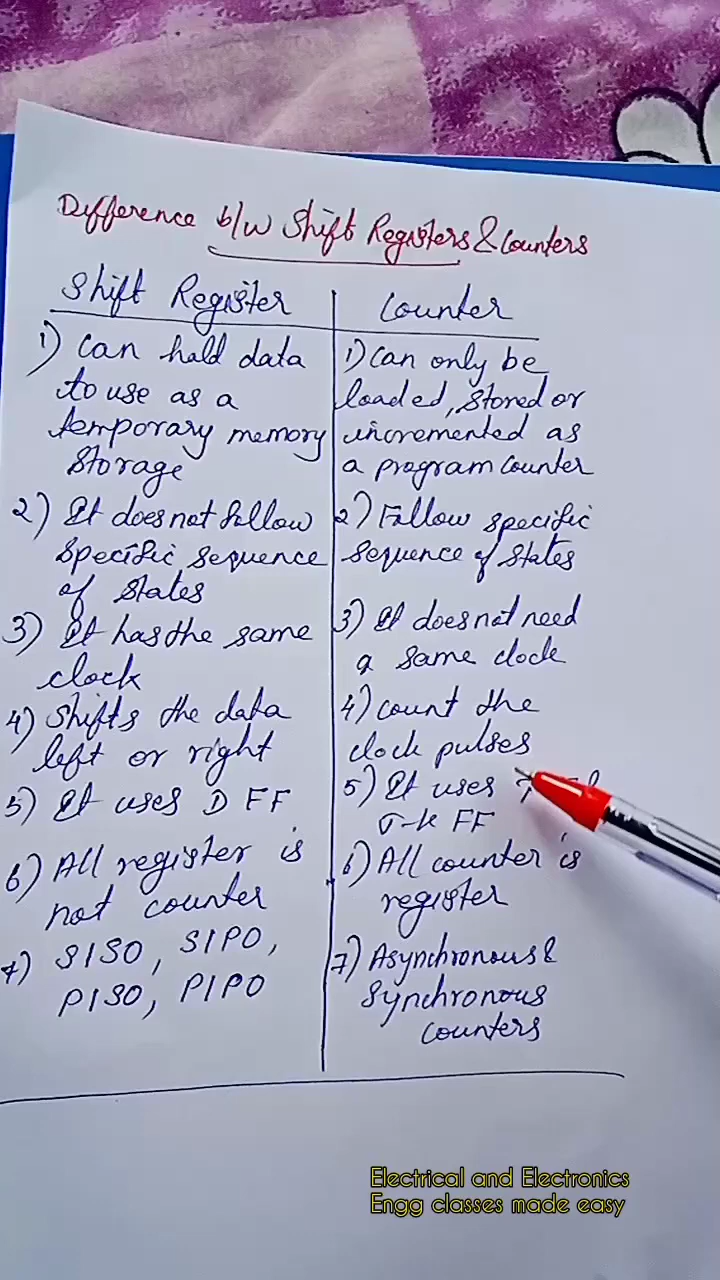 Difference b/w Shift Registers & Counters
Shift Register
1) Can hold data
to use as a
temporary memory
Storage
2) It does not follow
specific sequence
of states
3) It has the same
clock
4) Shifts the data
left or right
5) It uses D FF
6) All register is
not counter
7) SISO, SIPO,
PISO, PIPO
Counter
1) Can only be
loaded, stored or
incremented as
a program counter
2) Follow specific
sequence of states
3) It does not need
a same clock
4) Count the
clock pulses
5) It uses
J-K FF
6) All counter is
register
7) Asynchronous &
Synchronous
counters
Electrical and Electronics
Engg classes made easy